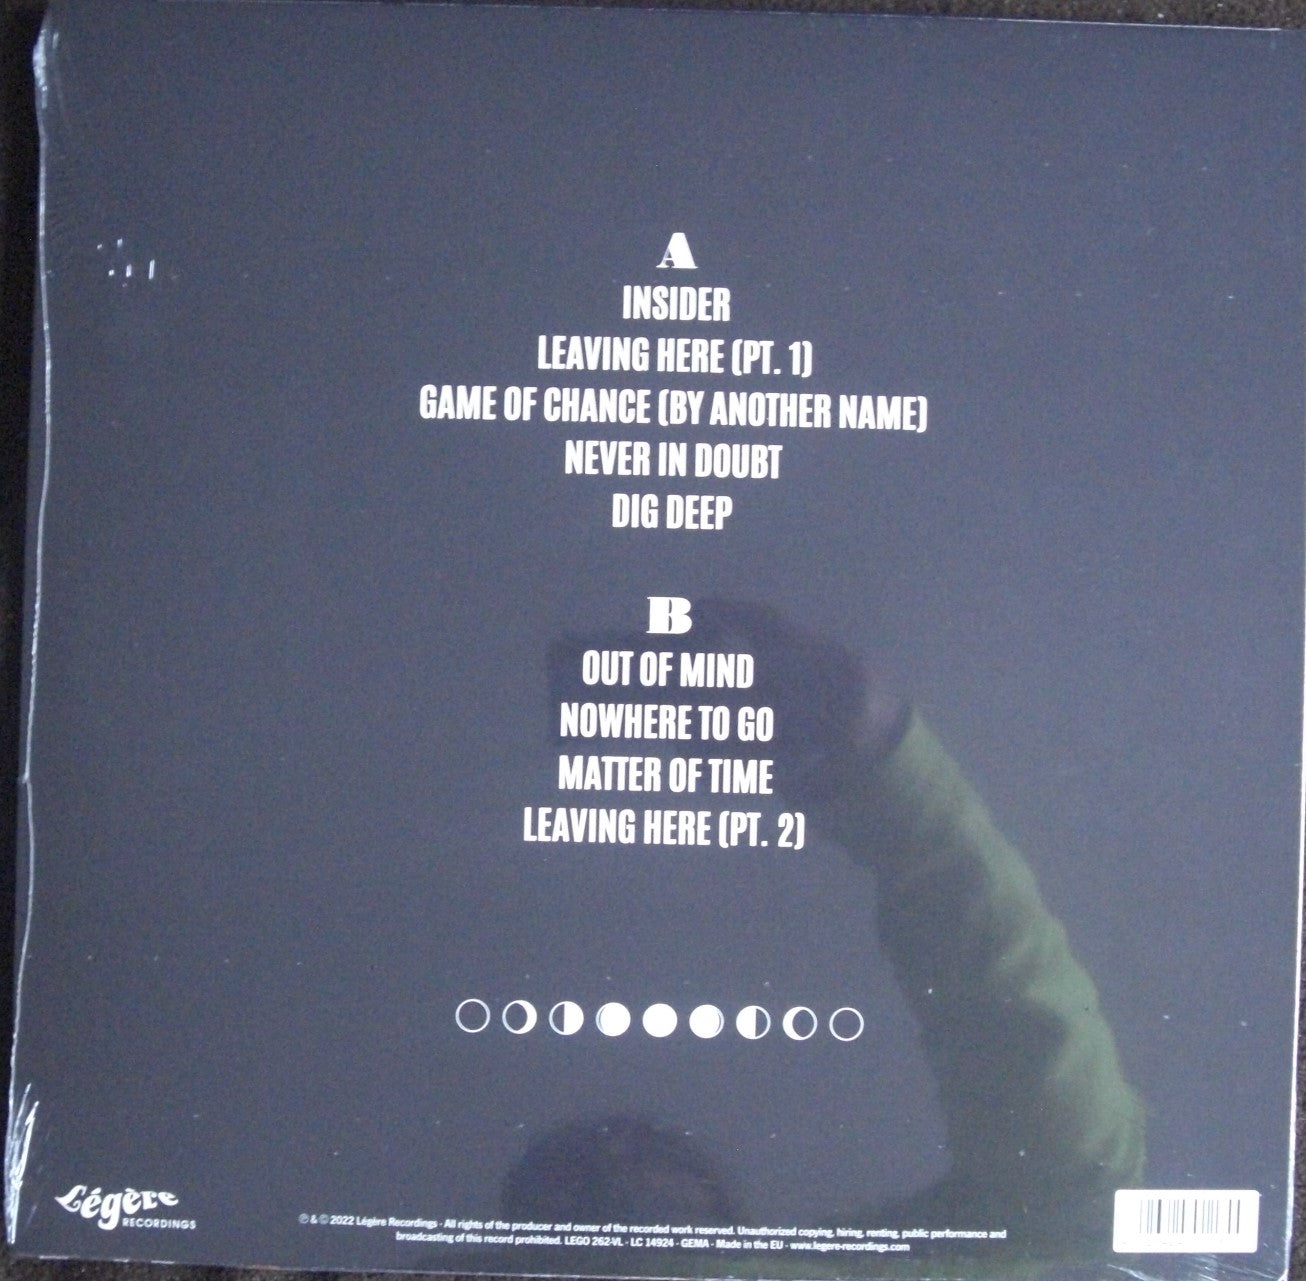 A
INSIDER
LEAVING HERE (PT. 1)
GAME OF CHANCE (BY ANOTHER NAME)
NEVER IN DOUBT
DIG DEEP
B
OUT OF MIND
NOWHERE TO GO
MATTER OF TIME
LEAVING HERE (PT. 2)
Légère
RECORDINGS
℗ & © 2022 Légère Recordings · All rights of the producer and owner of the recorded work reserved. Unauthorized copying, hiring, renting, public performance and
broadcasting of this record prohibited. LEGO 262-VL · LC 14924 · GEMA · Made in the EU · www.legere-recordings.com